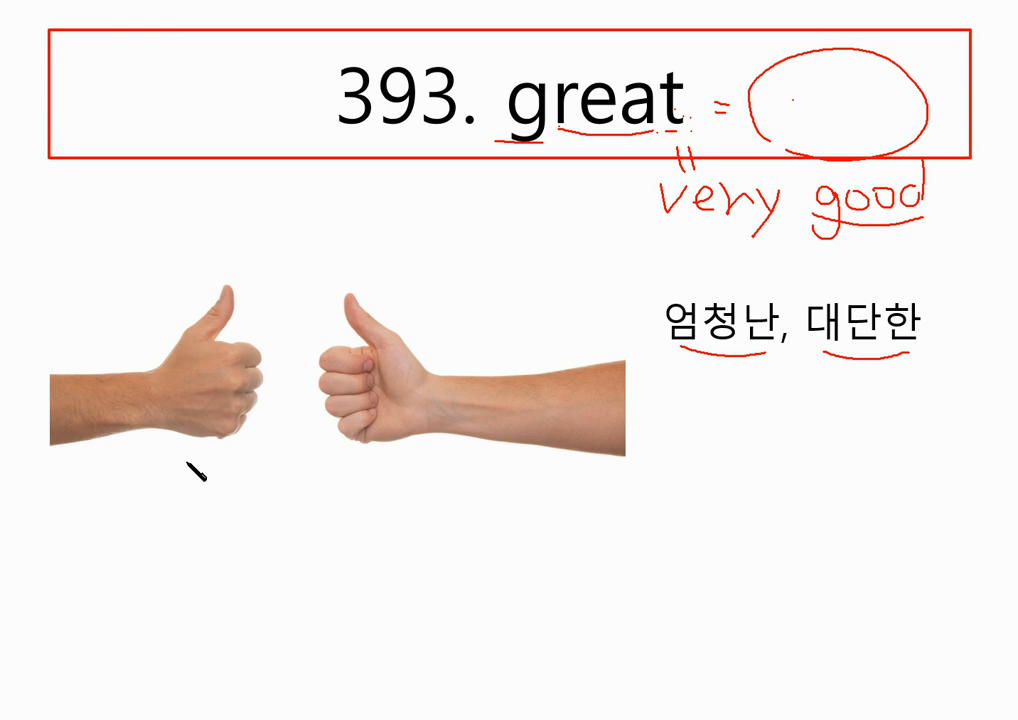 393. great =
=
very good
엄청난, 대단한